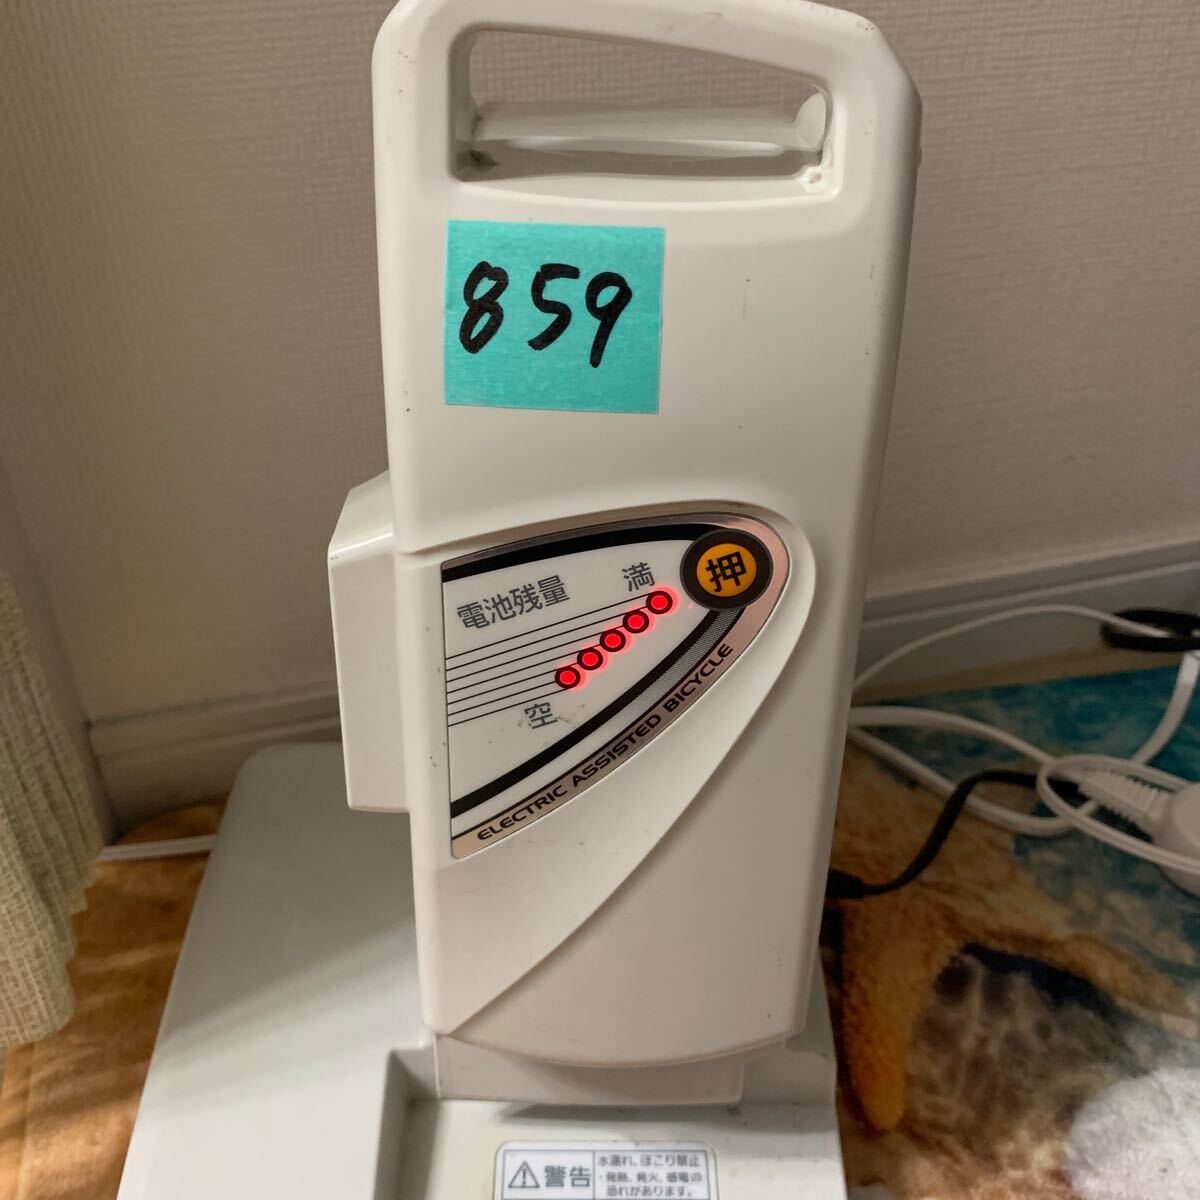 859
電池残量
満
押
空
ELECTRIC ASSISTED BICYCLE
警告
水濡れ、ほこり禁止
・発熱、発火、感電の
恐れがあります。